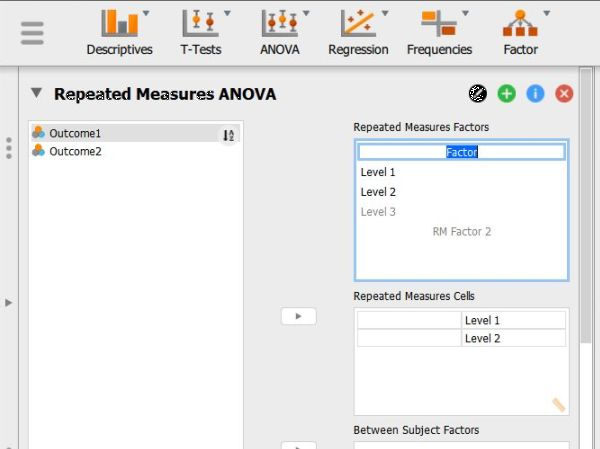 Descriptives T-Tests ANOVA Regression Frequencies Factor
Repeated Measures ANOVA
Outcome1
Outcome2
Repeated Measures Factors
Factor
Level 1
Level 2
Level 3
RM Factor 2
Repeated Measures Cells
Level 1
Level 2
Between Subject Factors